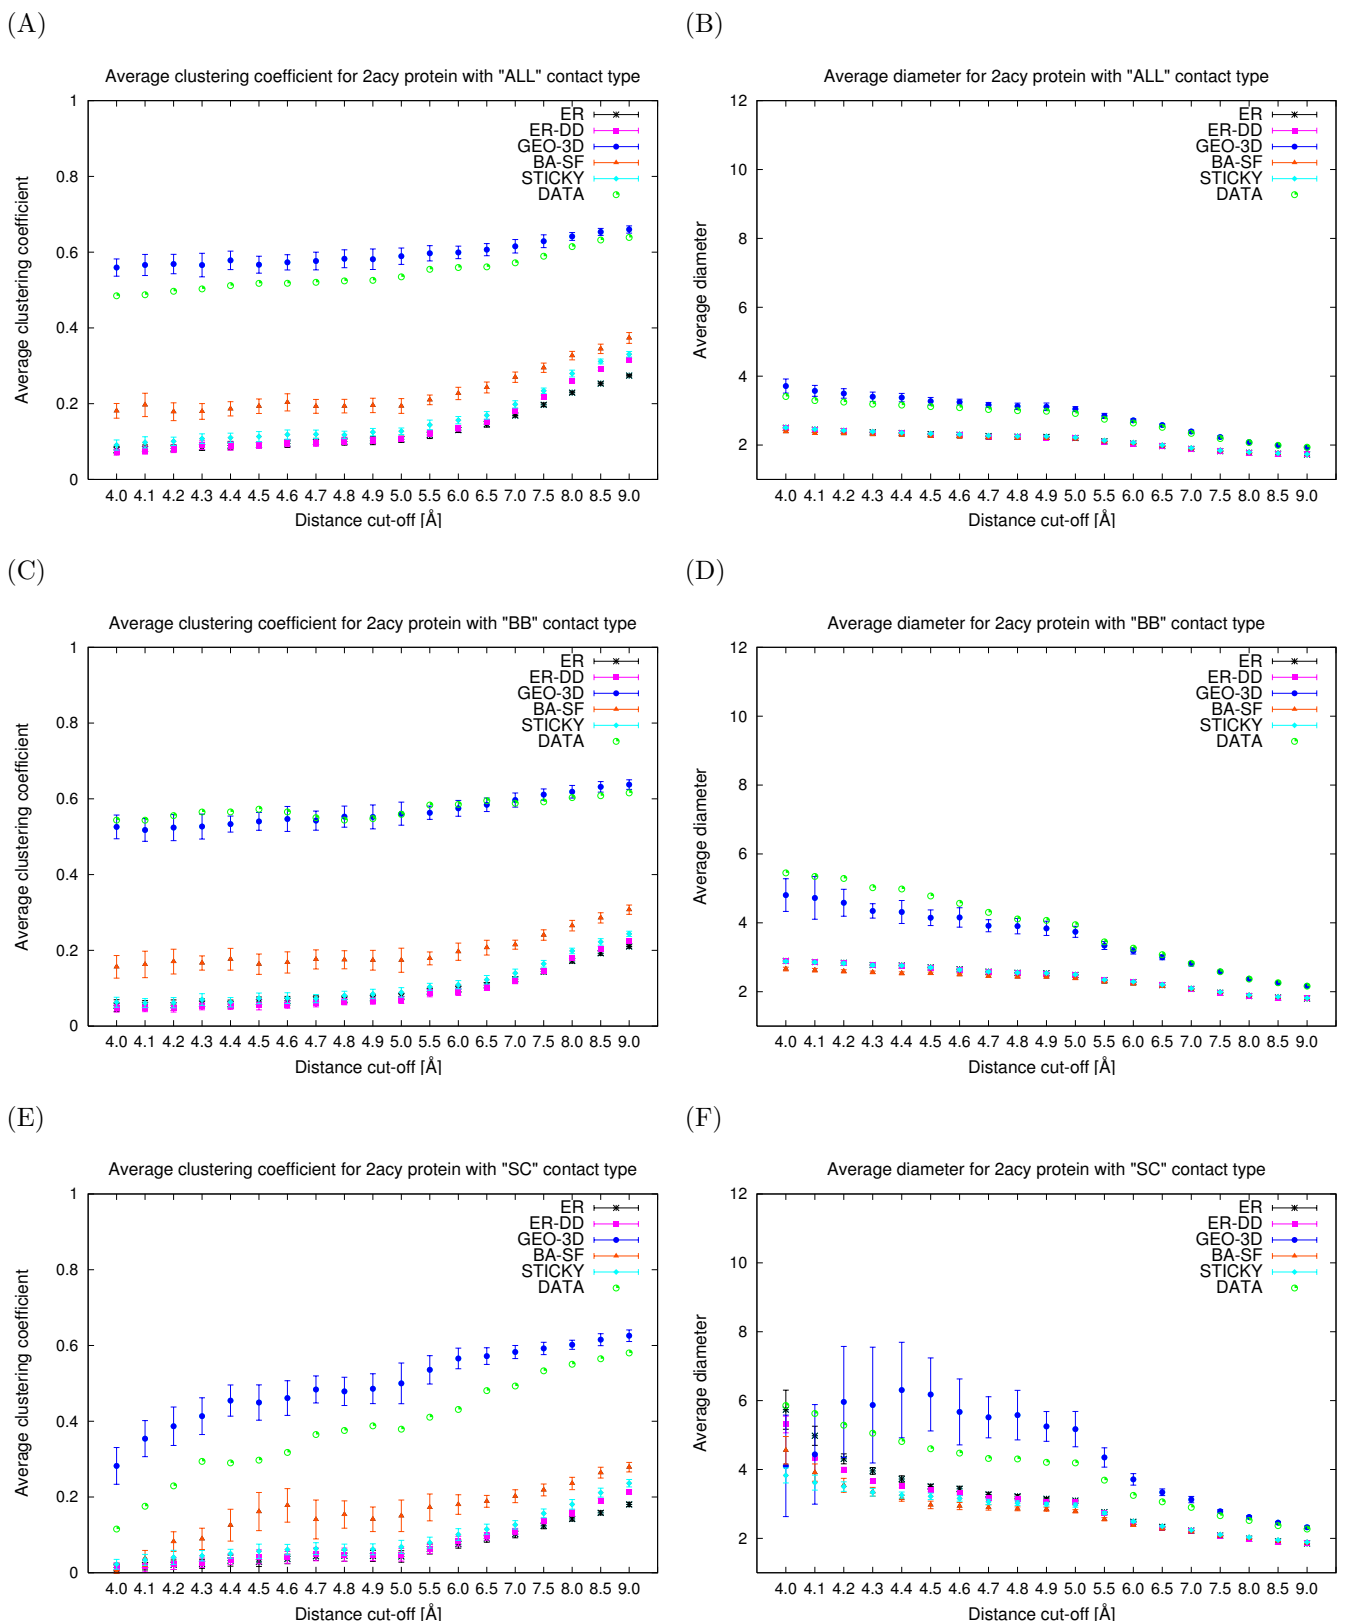 (A)
Average clustering coefficient for 2acy protein with "ALL" contact type
Average clustering coefficient
1
0.8
0.6
0.4
0.2
0
ER
ER-DD
GEO-3D
BA-SF
STICKY
DATA
4.0 4.1 4.2 4.3 4.4 4.5 4.6 4.7 4.8 4.9 5.0 5.5 6.0 6.5 7.0 7.5 8.0 8.5 9.0
Distance cut-off [Å]
(B)
Average diameter for 2acy protein with "ALL" contact type
Average diameter
12
10
8
6
4
2
ER
ER-DD
GEO-3D
BA-SF
STICKY
DATA
4.0 4.1 4.2 4.3 4.4 4.5 4.6 4.7 4.8 4.9 5.0 5.5 6.0 6.5 7.0 7.5 8.0 8.5 9.0
Distance cut-off [Å]
(C)
Average clustering coefficient for 2acy protein with "BB" contact type
Average clustering coefficient
1
0.8
0.6
0.4
0.2
0
ER
ER-DD
GEO-3D
BA-SF
STICKY
DATA
4.0 4.1 4.2 4.3 4.4 4.5 4.6 4.7 4.8 4.9 5.0 5.5 6.0 6.5 7.0 7.5 8.0 8.5 9.0
Distance cut-off [Å]
(D)
Average diameter for 2acy protein with "BB" contact type
Average diameter
12
10
8
6
4
2
ER
ER-DD
GEO-3D
BA-SF
STICKY
DATA
4.0 4.1 4.2 4.3 4.4 4.5 4.6 4.7 4.8 4.9 5.0 5.5 6.0 6.5 7.0 7.5 8.0 8.5 9.0
Distance cut-off [Å]
(E)
Average clustering coefficient for 2acy protein with "SC" contact type
Average clustering coefficient
1
0.8
0.6
0.4
0.2
0
ER
ER-DD
GEO-3D
BA-SF
STICKY
DATA
4.0 4.1 4.2 4.3 4.4 4.5 4.6 4.7 4.8 4.9 5.0 5.5 6.0 6.5 7.0 7.5 8.0 8.5 9.0
Distance cut-off [Å]
(F)
Average diameter for 2acy protein with "SC" contact type
Average diameter
12
10
8
6
4
2
ER
ER-DD
GEO-3D
BA-SF
STICKY
DATA
4.0 4.1 4.2 4.3 4.4 4.5 4.6 4.7 4.8 4.9 5.0 5.5 6.0 6.5 7.0 7.5 8.0 8.5 9.0
Distance cut-off [Å]